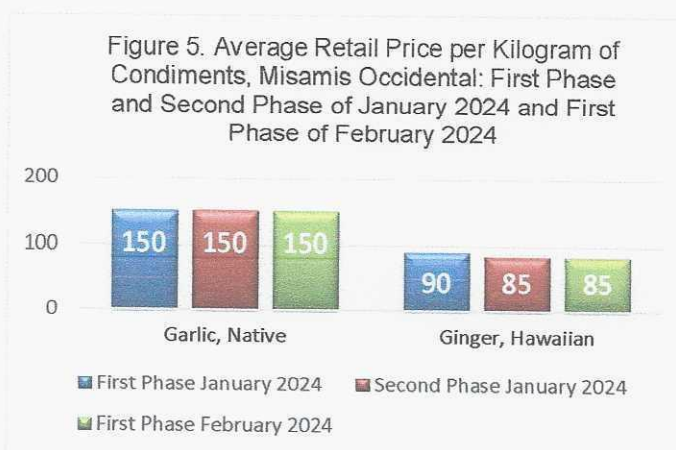 Figure 5. Average Retail Price per Kilogram of
Condiments, Misamis Occidental: First Phase
and Second Phase of January 2024 and First
Phase of February 2024
200
100
0
150 150 150
90 85 85
Garlic, Native
Ginger, Hawaiian
First Phase January 2024
Second Phase January 2024
First Phase February 2024